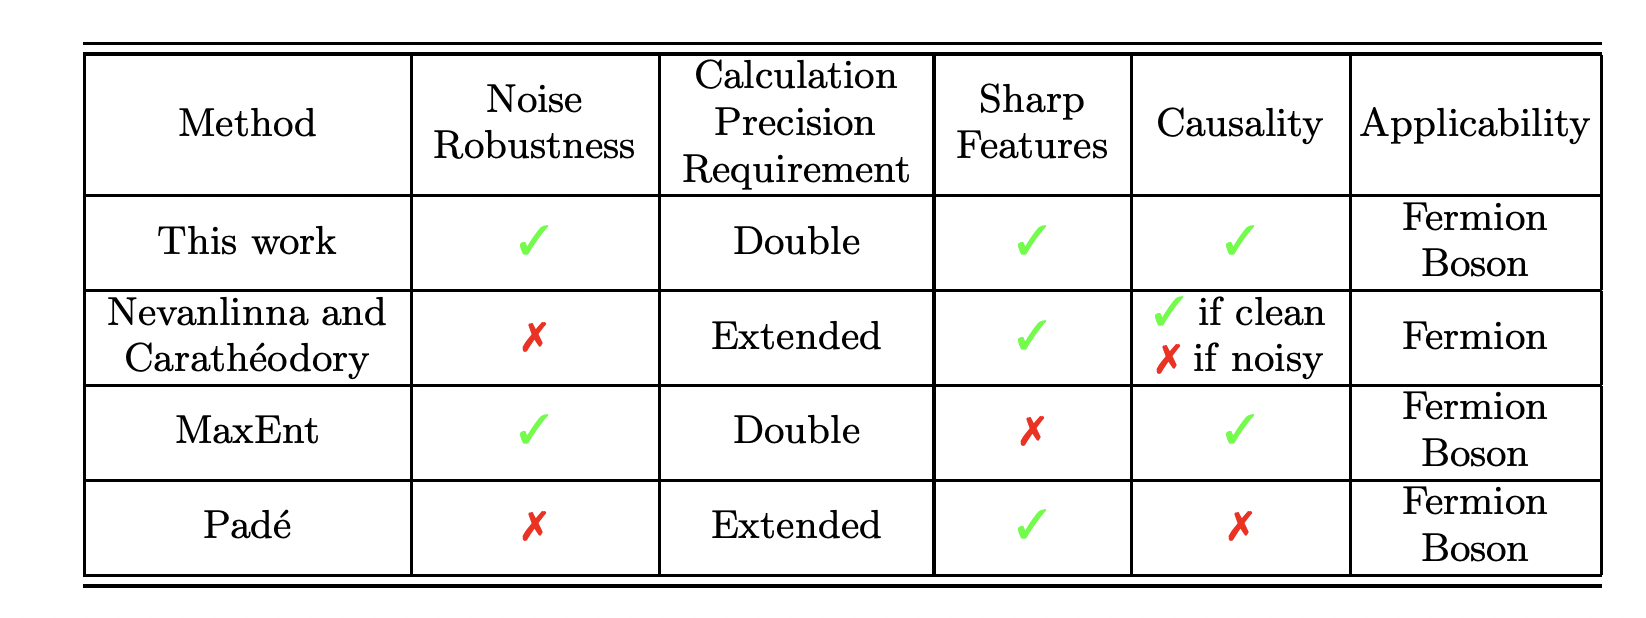 Method
Noise
Robustness
Calculation
Precision
Requirement
Sharp
Features
Causality
Applicability
This work
✓
Double
✓
✓
Fermion
Boson
Nevanlinna and
Carathéodory
✗
Extended
✓
✓ if clean
✗ if noisy
Fermion
MaxEnt
✓
Double
✗
✓
Fermion
Boson
Padé
✗
Extended
✓
✗
Fermion
Boson